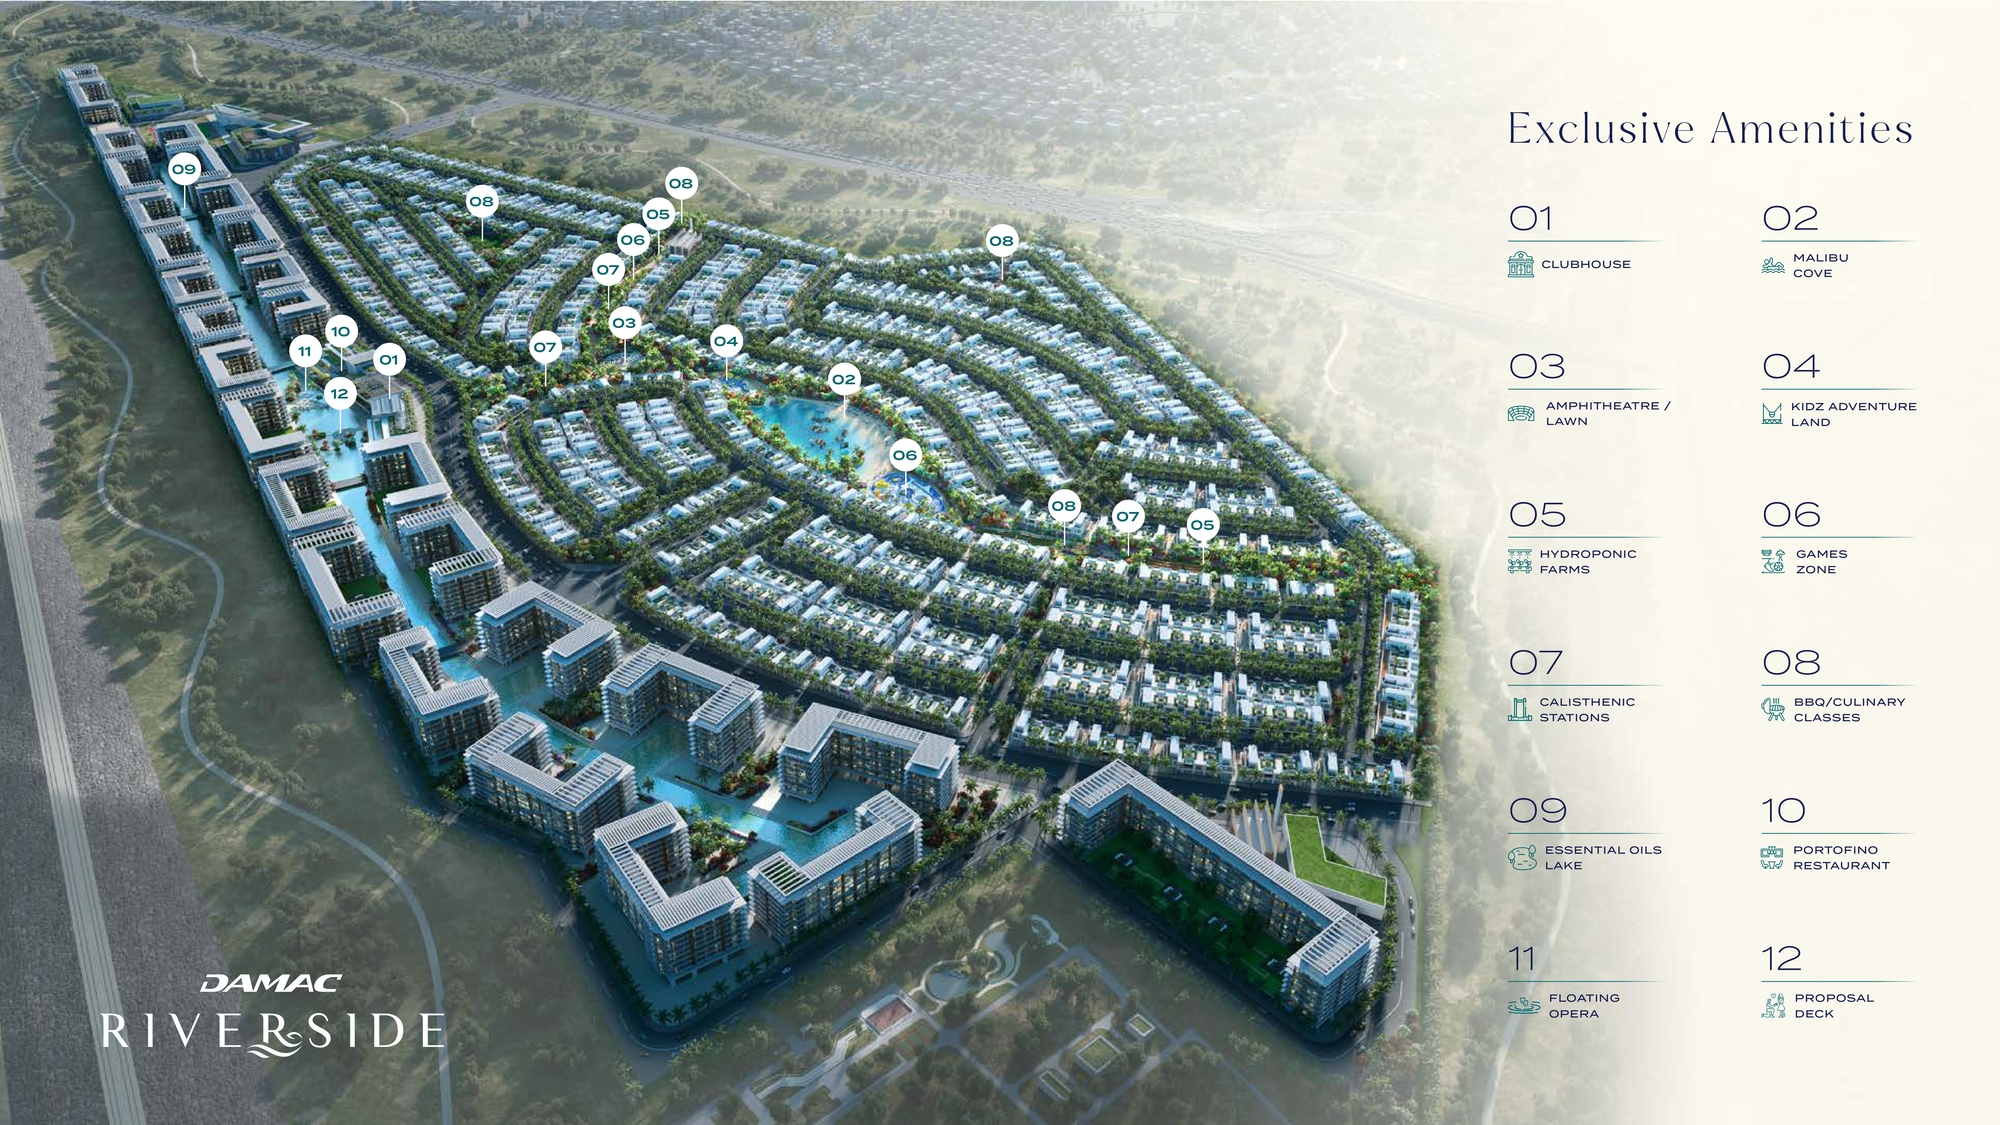 Exclusive Amenities
01
CLUBHOUSE
02
MALIBU
COVE
03
AMPHITHEATRE /
LAWN
04
KIDZ ADVENTURE
LAND
05
HYDROPONIC
FARMS
06
GAMES
ZONE
07
CALISTHENIC
STATIONS
08
BBQ/CULINARY
CLASSES
09
ESSENTIAL OILS
LAKE
10
PORTOFINO
RESTAURANT
11
FLOATING
OPERA
12
PROPOSAL
DECK
09
08
08
05
06
08
07
03
10
04
07
11
01
02
12
06
08
07
05
DAMAC
RIVERSIDE